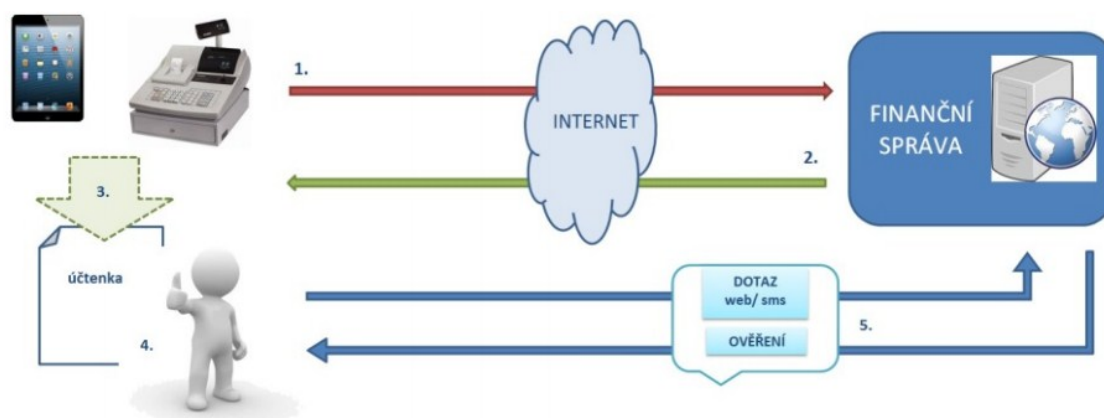 1.
INTERNET
FINANČNÍ
SPRÁVA
2.
3.
účtenka
4.
DOTAZ
web/ sms
5.
OVĚŘENÍ